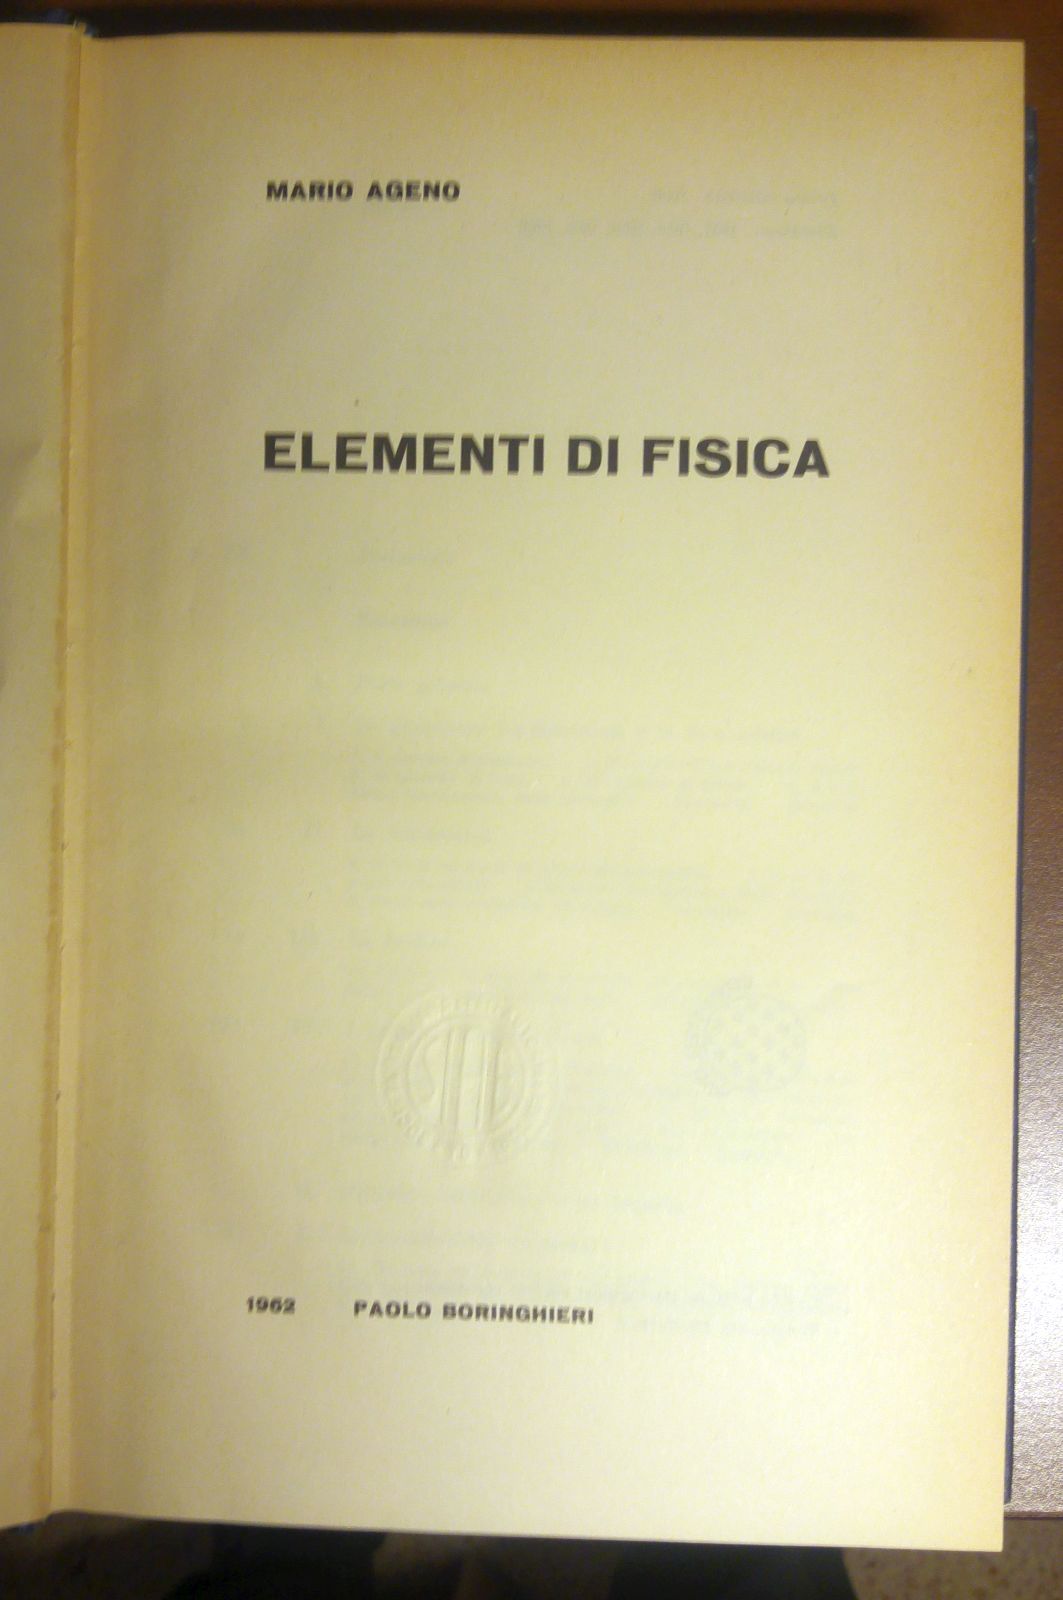 MARIO AGENO
ELEMENTI DI FISICA
1962 PAOLO BORINGHIERI